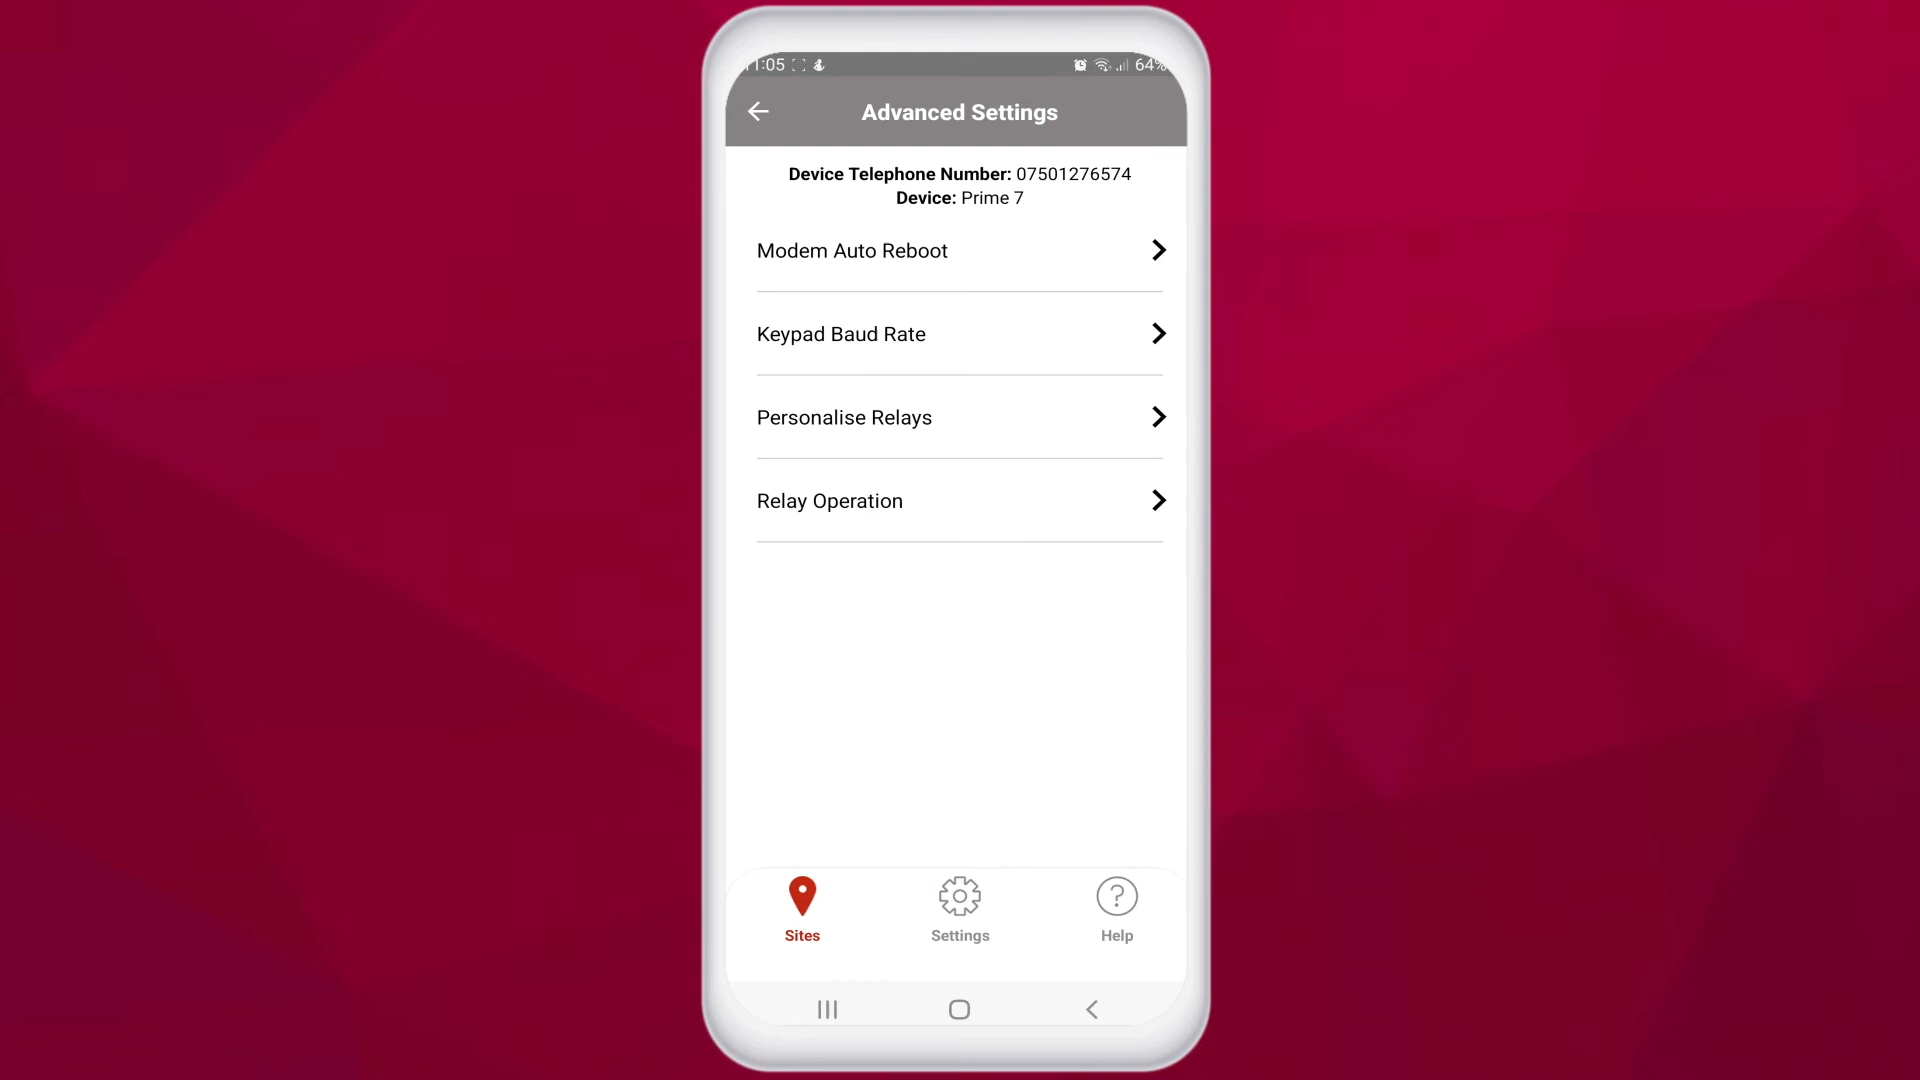 11:05 64%
Advanced Settings
Device Telephone Number: 07501276574
Device: Prime 7
Modem Auto Reboot
Keypad Baud Rate
Personalise Relays
Relay Operation
Sites Settings Help